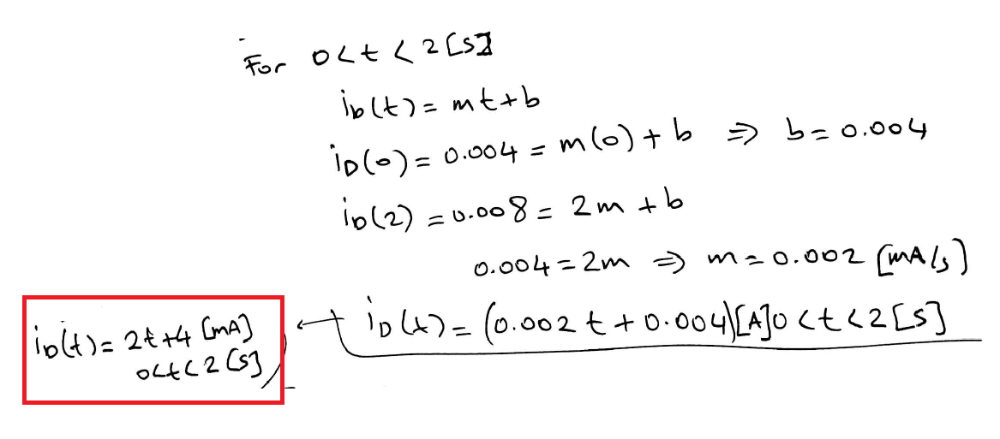 For 0<t<2[s]
i_D(t)=mt+b
i_D(0)=0.004=m(0)+b ⇒ b=0.004
i_D(2)=0.008=2m+b
0.004=2m ⇒ m=0.002 [mA/s]
i_D(t)=(0.002t+0.004)[A] 0<t<2[s]
i_D(t)=2t+4 [mA]
0<t<2[s]